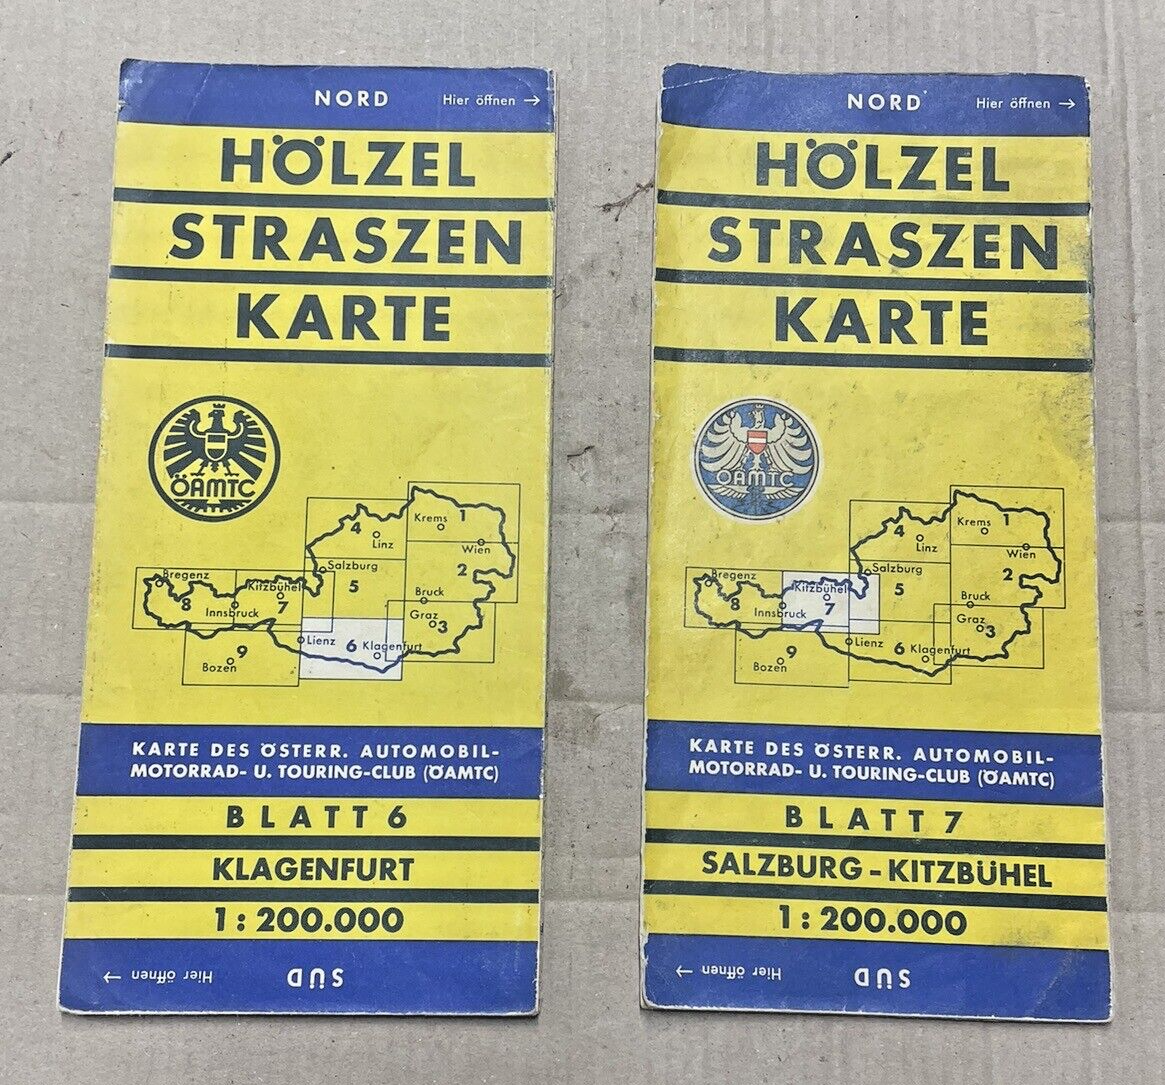 NORD Hier öffnen →
HÖLZEL
STRASZEN
KARTE
ÖAMTC
Krems 1
4
Linz
Wien
Salzburg
2
Bregenz
Kitzbühel
5
8
Innsbruck
7
Bruck
Graz
3
Lienz
6
Klagenfurt
9
Bozen
KARTE DES ÖSTERR. AUTOMOBIL-
MOTORRAD- U. TOURING-CLUB (ÖAMTC)
BLATT 6
KLAGENFURT
1 : 200.000
SÜD
Hier öffnen →
NORD Hier öffnen →
HÖLZEL
STRASZEN
KARTE
ÖAMTC
Krems 1
4
Linz
Wien
Salzburg
2
Bregenz
Kitzbühel
5
8
Innsbruck
7
Bruck
Graz
3
Lienz
6
Klagenfurt
9
Bozen
KARTE DES ÖSTERR. AUTOMOBIL-
MOTORRAD- U. TOURING-CLUB (ÖAMTC)
BLATT 7
SALZBURG - KITZBÜHEL
1 : 200.000
SÜD
Hier öffnen →